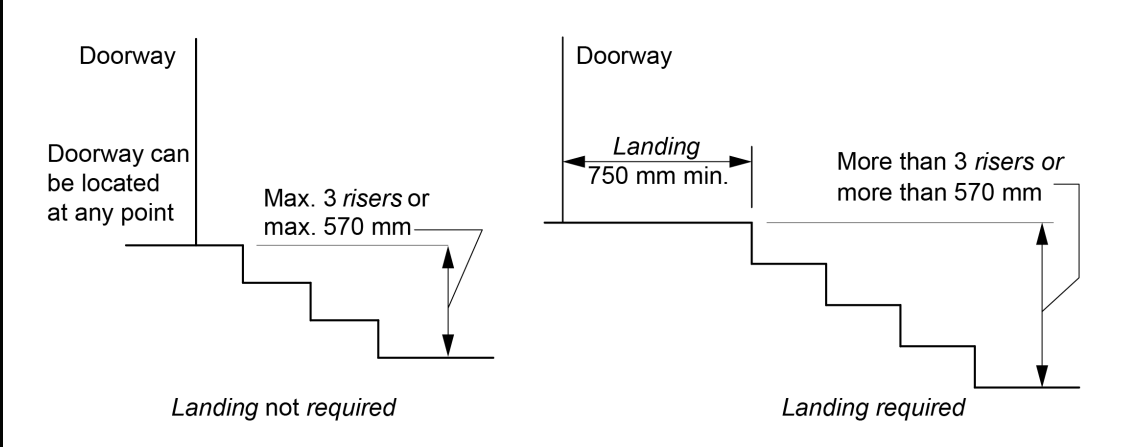 Doorway
Doorway can
be located
at any point
Max. 3 risers or
max. 570 mm
Landing not required
Doorway
Landing
750 mm min.
More than 3 risers or
more than 570 mm
Landing required